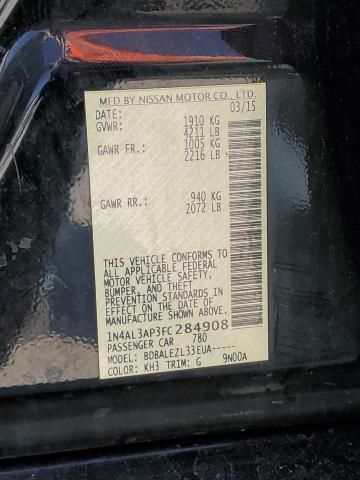 MFD BY NISSAN MOTOR CO., LTD.
DATE: 03/15
GVWR: 1910 KG
4211 LB
GAWR FR.: 1005 KG
2216 LB
GAWR RR.: 940 KG
2072 LB
THIS VEHICLE CONFORMS TO
ALL APPLICABLE FEDERAL
MOTOR VEHICLE SAFETY,
BUMPER, AND THEFT
PREVENTION STANDARDS IN
EFFECT ON THE DATE OF
MANUFACTURE SHOWN ABOVE.
1N4AL3AP3FC284908
PASSENGER CAR 780
MODEL: BDBALEZL33EUA-----
COLOR: KH3 TRIM: G 9N00A